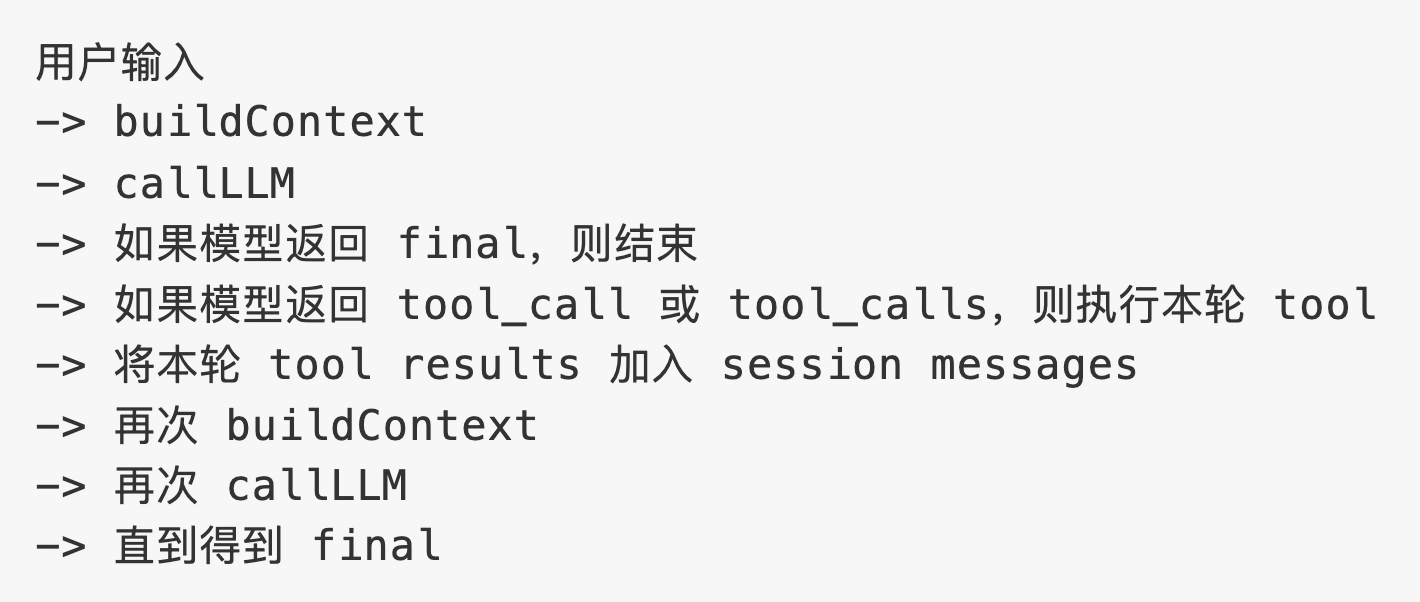 用户输入
-> buildContext
-> callLLM
-> 如果模型返回 final，则结束
-> 如果模型返回 tool_call 或 tool_calls，则执行本轮 tool
-> 将本轮 tool results 加入 session messages
-> 再次 buildContext
-> 再次 callLLM
-> 直到得到 final